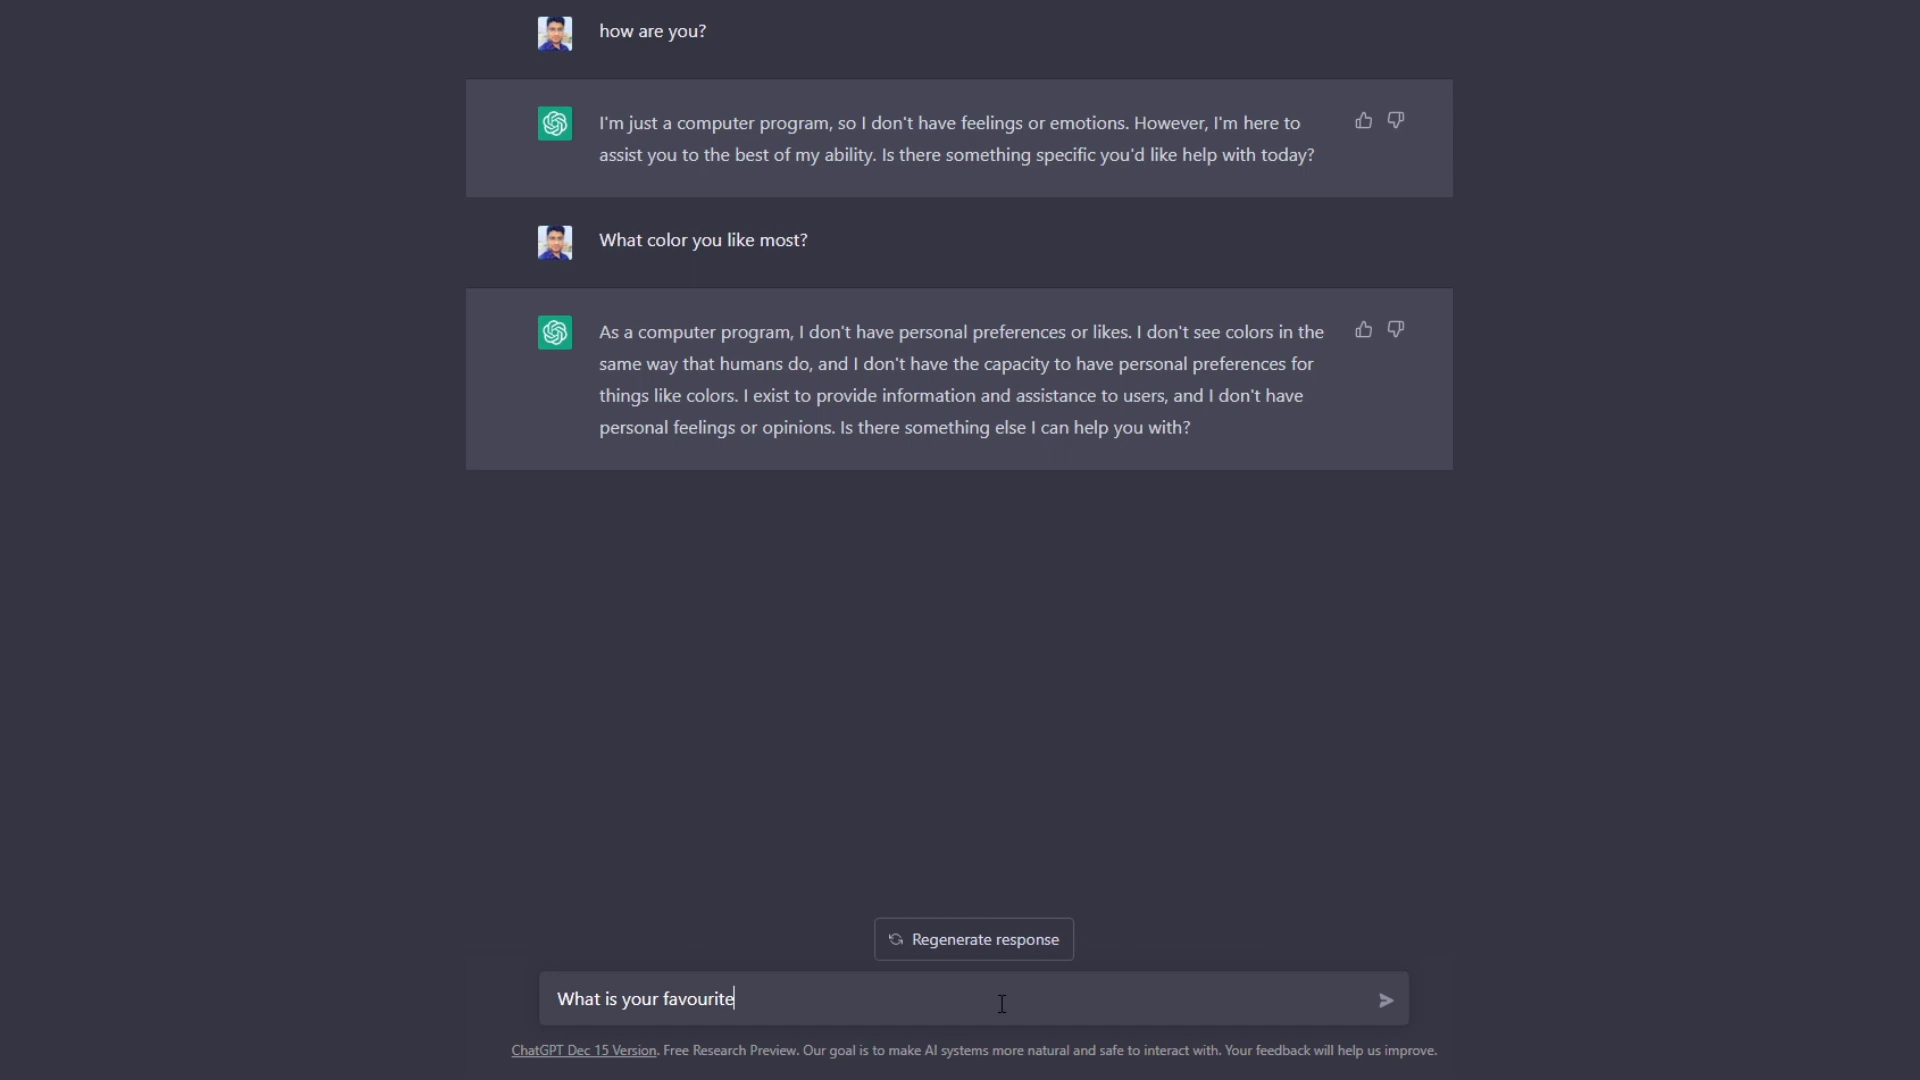 how are you?
I'm just a computer program, so I don't have feelings or emotions. However, I'm here to
assist you to the best of my ability. Is there something specific you'd like help with today?
What color you like most?
As a computer program, I don't have personal preferences or likes. I don't see colors in the
same way that humans do, and I don't have the capacity to have personal preferences for
things like colors. I exist to provide information and assistance to users, and I don't have
personal feelings or opinions. Is there something else I can help you with?
Regenerate response
What is your favourite
ChatGPT Dec 15 Version. Free Research Preview. Our goal is to make AI systems more natural and safe to interact with. Your feedback will help us improve.